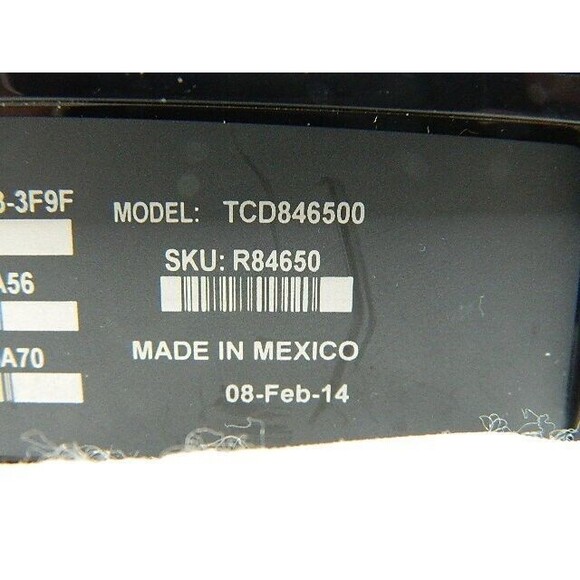 3-3F9F
MODEL: TCD846500
SKU: R84650
A56
A70
MADE IN MEXICO
08-Feb-14